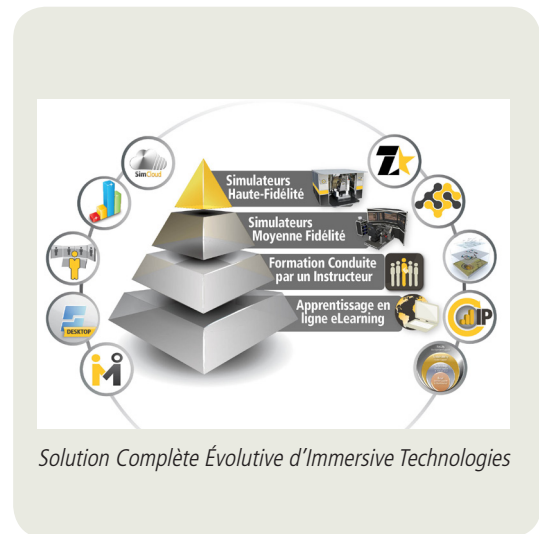 SimCloud
Simulateurs
Haute-Fidélité
Simulateurs
Moyenne Fidélité
Formation Conduite
par un Instructeur
Apprentissage en
ligne eLearning
DESKTOP
IP
Solution Complète Évolutive d’Immersive Technologies